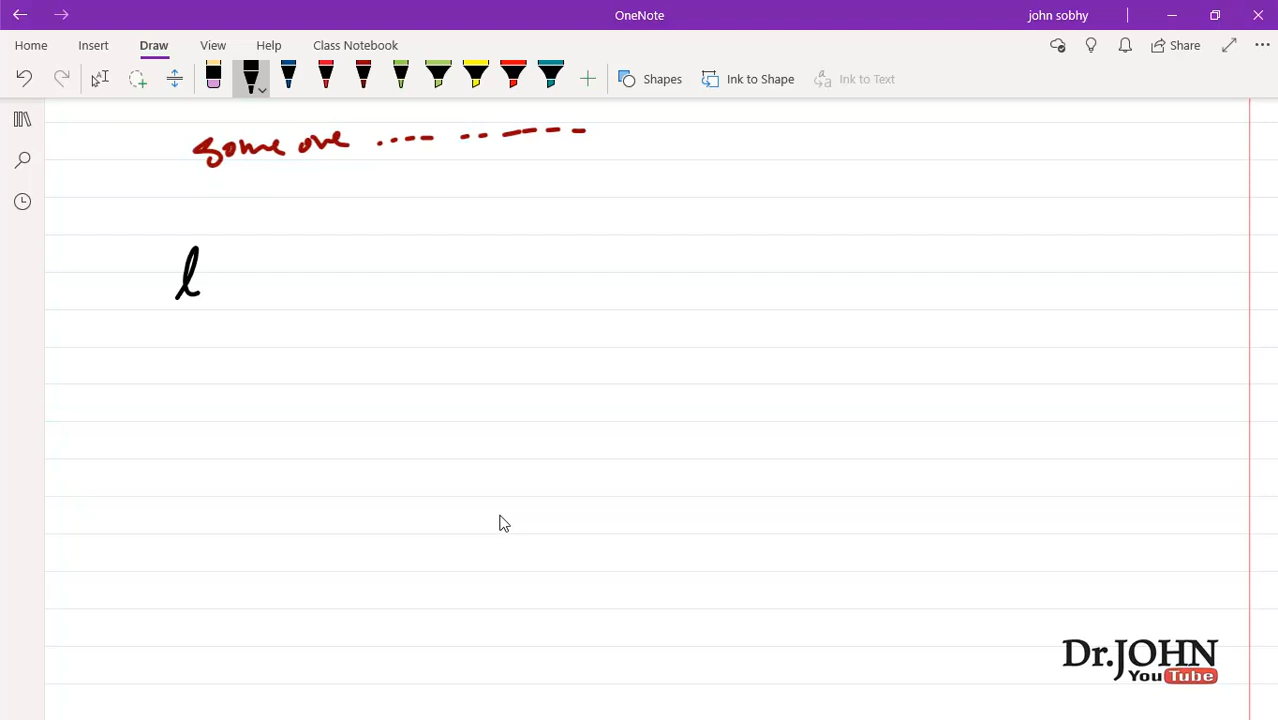 OneNote
john sobhy
Home Insert Draw View Help Class Notebook
Share
Shapes Ink to Shape Ink to Text
some one .... .. -----
l
Dr.JOHN
YouTube